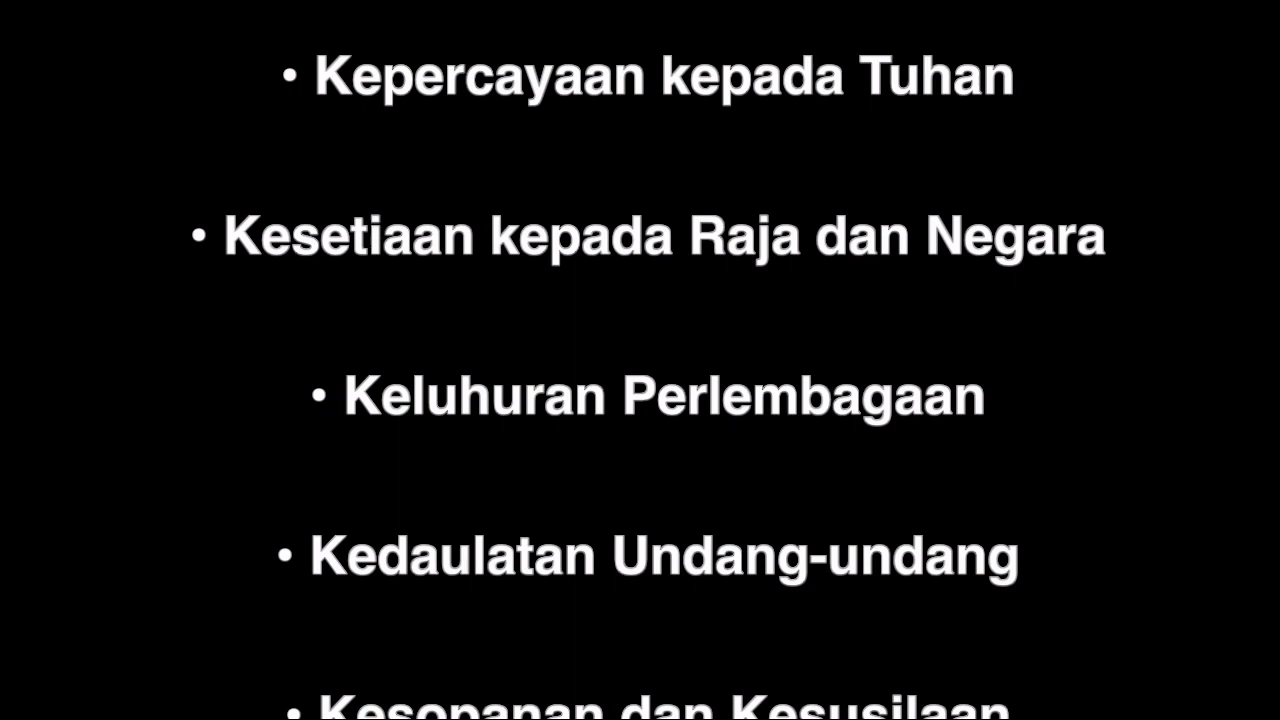 • Kepercayaan kepada Tuhan
• Kesetiaan kepada Raja dan Negara
• Keluhuran Perlembagaan
• Kedaulatan Undang-undang
• Kesopanan dan Kesusilaan